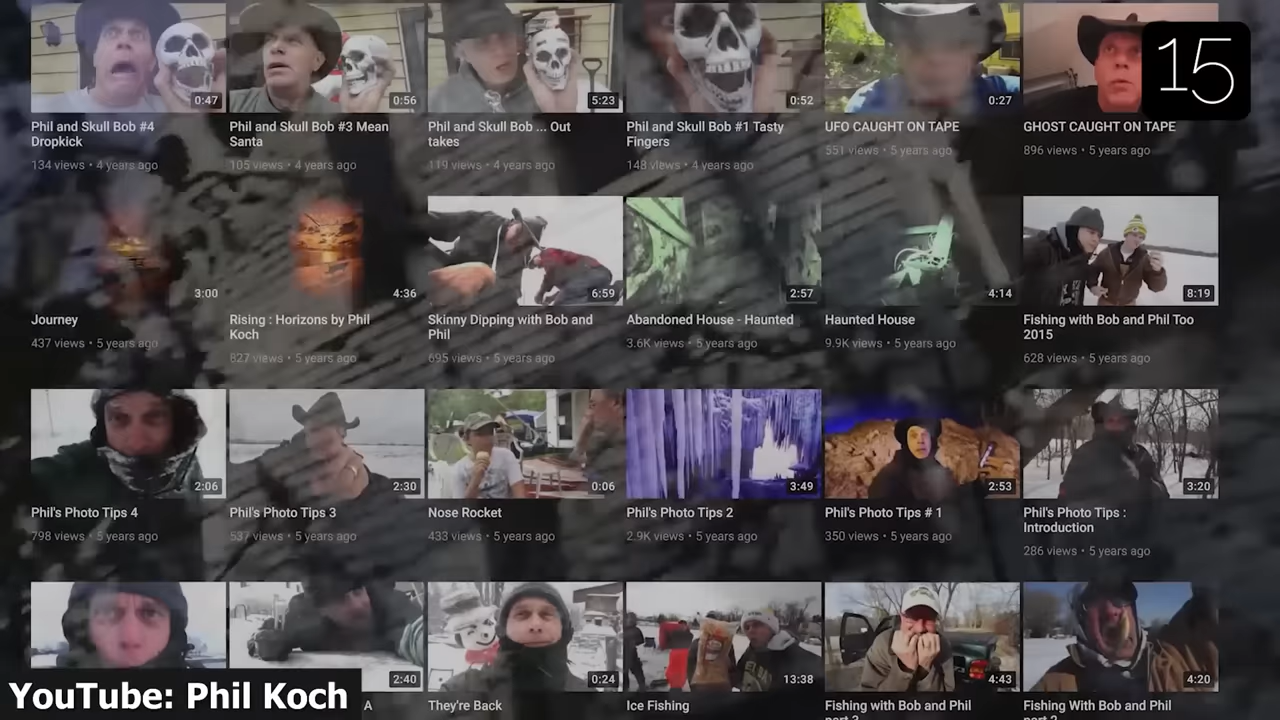 15
0:47
0:56
5:23
0:52
0:27
Phil and Skull Bob #4
Dropkick
134 views • 4 years ago
Phil and Skull Bob #3 Mean
Santa
105 views • 4 years ago
Phil and Skull Bob ... Out
takes
119 views • 4 years ago
Phil and Skull Bob #1 Tasty
Fingers
148 views • 4 years ago
UFO CAUGHT ON TAPE
551 views • 5 years ago
GHOST CAUGHT ON TAPE
896 views • 5 years ago
3:00
4:36
6:59
2:57
4:14
8:19
Journey
437 views • 5 years ago
Rising : Horizons by Phil
Koch
827 views • 5 years ago
Skinny Dipping with Bob and
Phil
695 views • 5 years ago
Abandoned House - Haunted
3.6K views • 5 years ago
Haunted House
9.9K views • 5 years ago
Fishing with Bob and Phil Too
2015
628 views • 5 years ago
2:06
2:30
0:06
3:49
2:53
3:20
Phil's Photo Tips 4
798 views • 5 years ago
Phil's Photo Tips 3
537 views • 5 years ago
Nose Rocket
433 views • 5 years ago
Phil's Photo Tips 2
2.9K views • 5 years ago
Phil's Photo Tips # 1
350 views • 5 years ago
Phil's Photo Tips :
Introduction
286 views • 5 years ago
2:40
0:24
13:38
4:43
4:20
A
They're Back
Ice Fishing
Fishing with Bob and Phil
part 3
Fishing With Bob and Phil
part 2
YouTube: Phil Koch